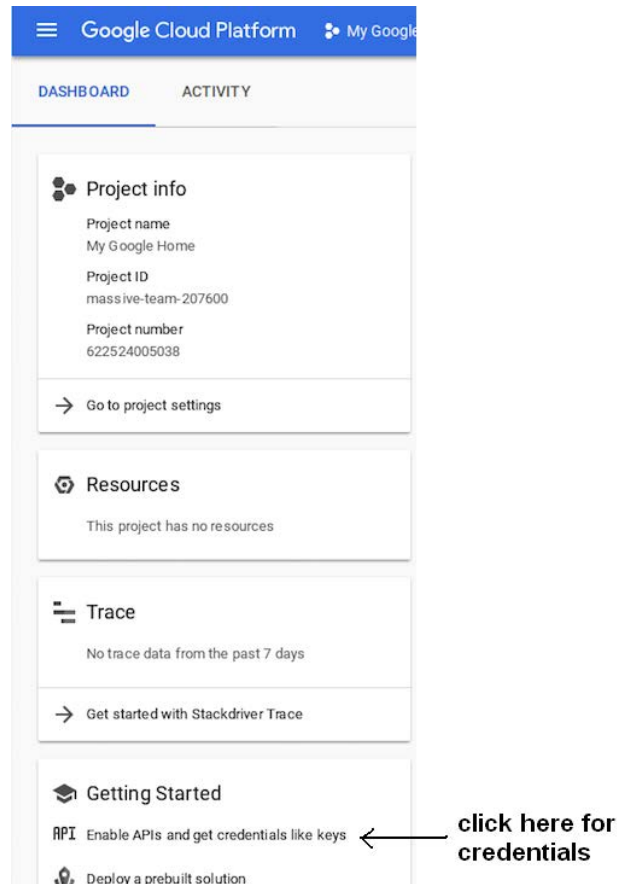 Google Cloud Platform My Google
DASHBOARD ACTIVITY
Project info
Project name
My Google Home
Project ID
massive-team-207600
Project number
622524005038
Go to project settings
Resources
This project has no resources
Trace
No trace data from the past 7 days
Get started with Stackdriver Trace
Getting Started
API Enable APIs and get credentials like keys
click here for
credentials
Deploy a prebuilt solution